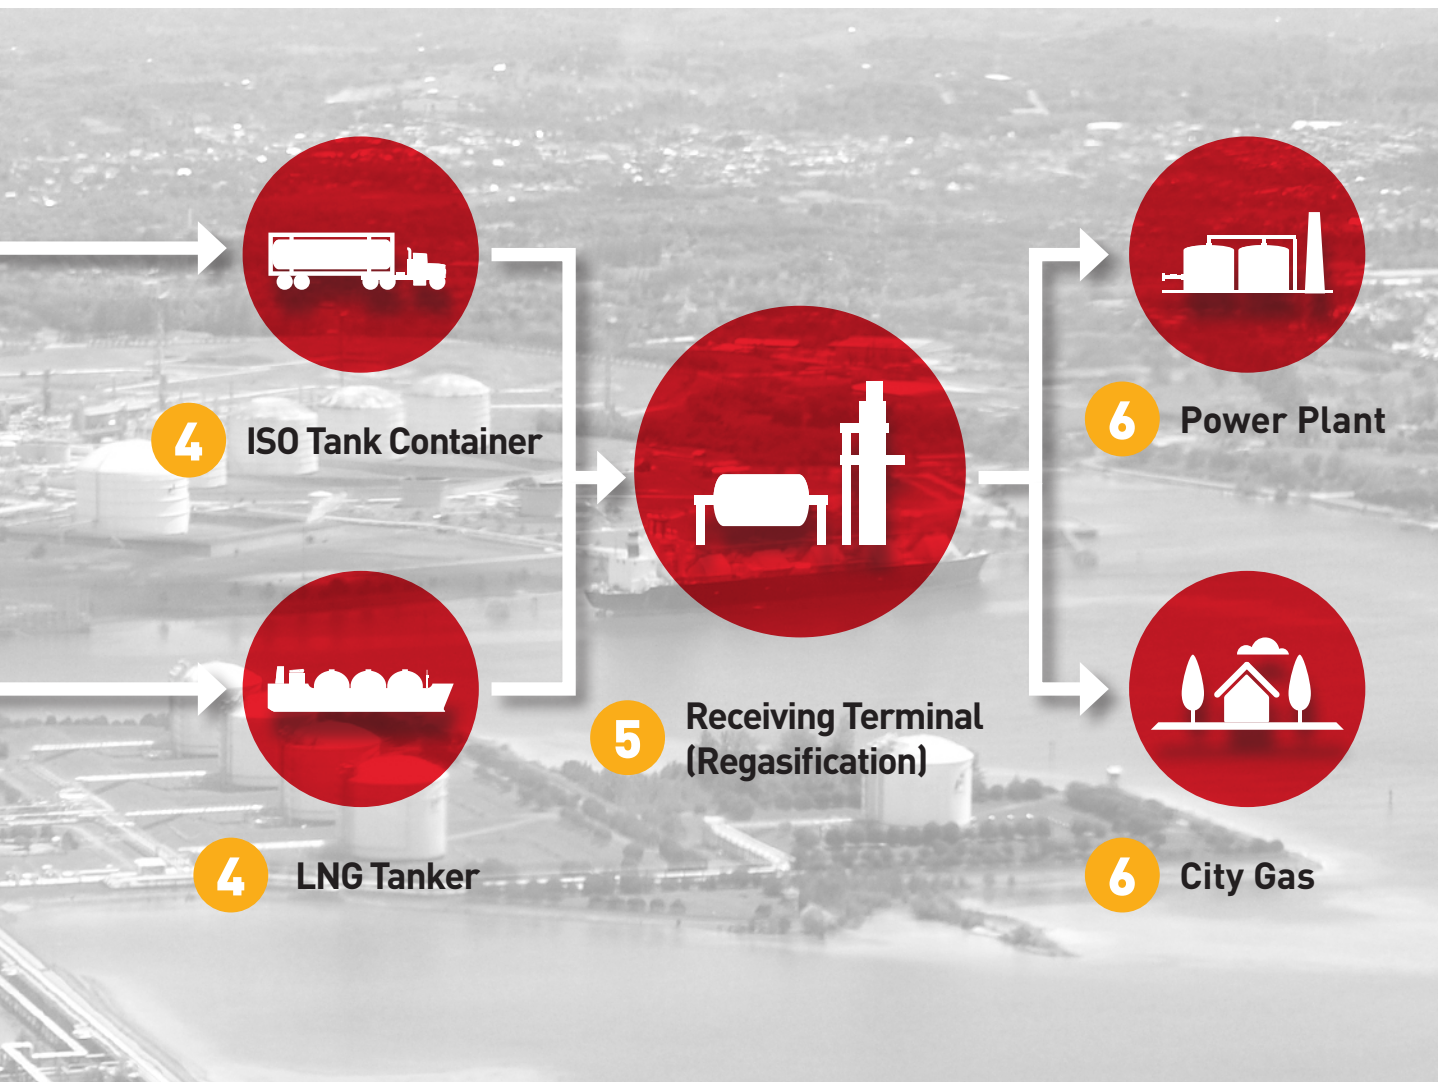 4
ISO Tank Container
6
Power Plant
5
Receiving Terminal
(Regasification)
4
LNG Tanker
6
City Gas